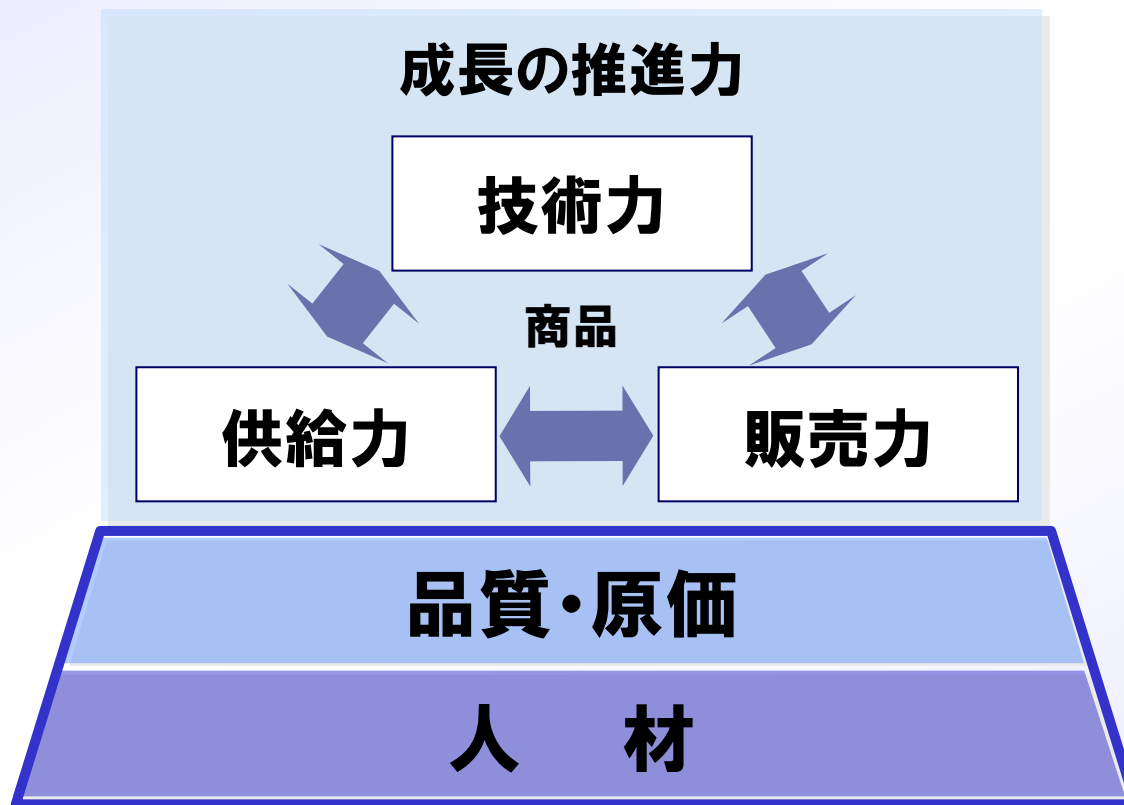 成長の推進力
技術力
商品
供給力
販売力
品質・原価
人　材